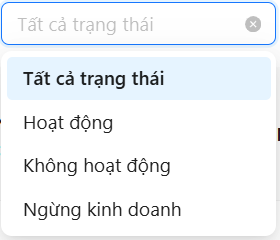 Tất cả trạng thái
Tất cả trạng thái
Hoạt động
Không hoạt động
Ngừng kinh doanh